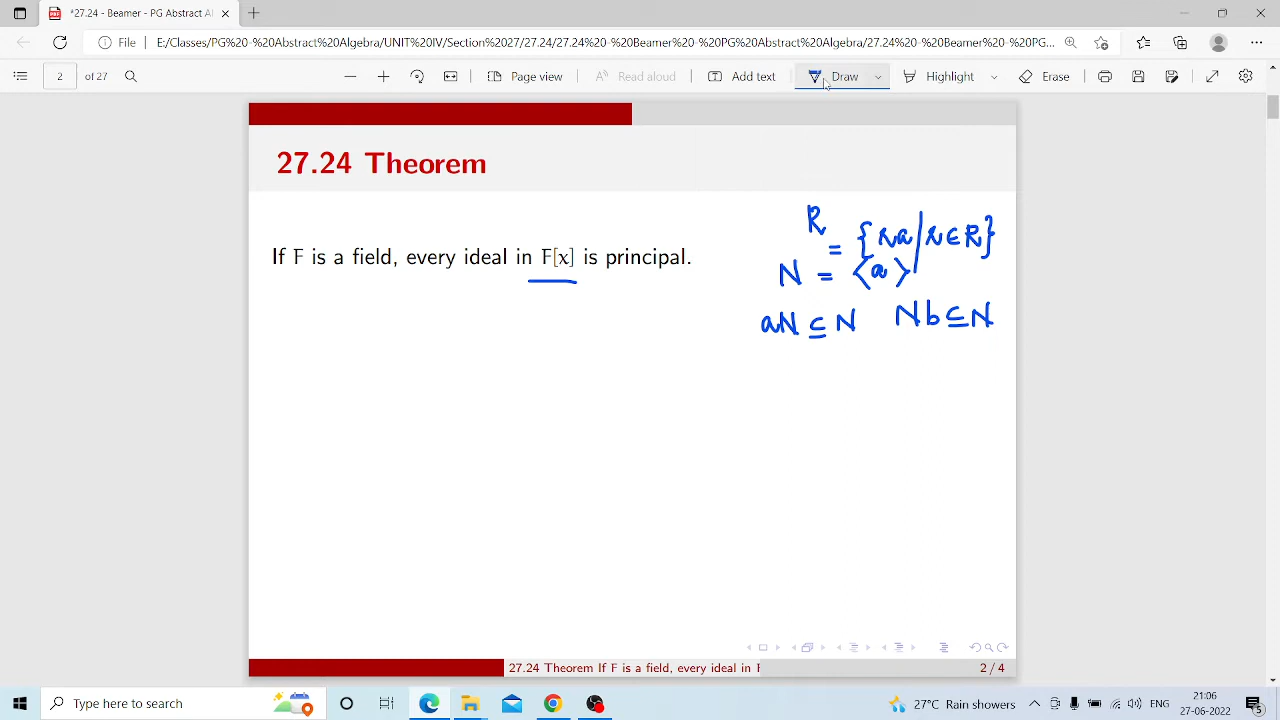 *27.24 - Beamer - PG Abstract Al
File
E:/Classes/PG%20-%20Abstract%20Algebra/UNIT%20IV/Section%2027/27.24/27.24%20-%20Beamer%20-%20PG%20Abstract%20Algebra/27.24%20-%20Beamer%20-%20PG...
2 of 27
Page view
Read aloud
Add text
Draw
Highlight
Erase
27.24 Theorem
If F is a field, every ideal in F[x] is principal.
R
= {ra/r∈R}
N = ⟨a⟩
aN ⊆ N Nb ⊆ N
27.24 Theorem If F is a field, every ideal in F
2 / 4
Type here to search
27°C Rain showers
ENG
21:06
27-06-2022
5